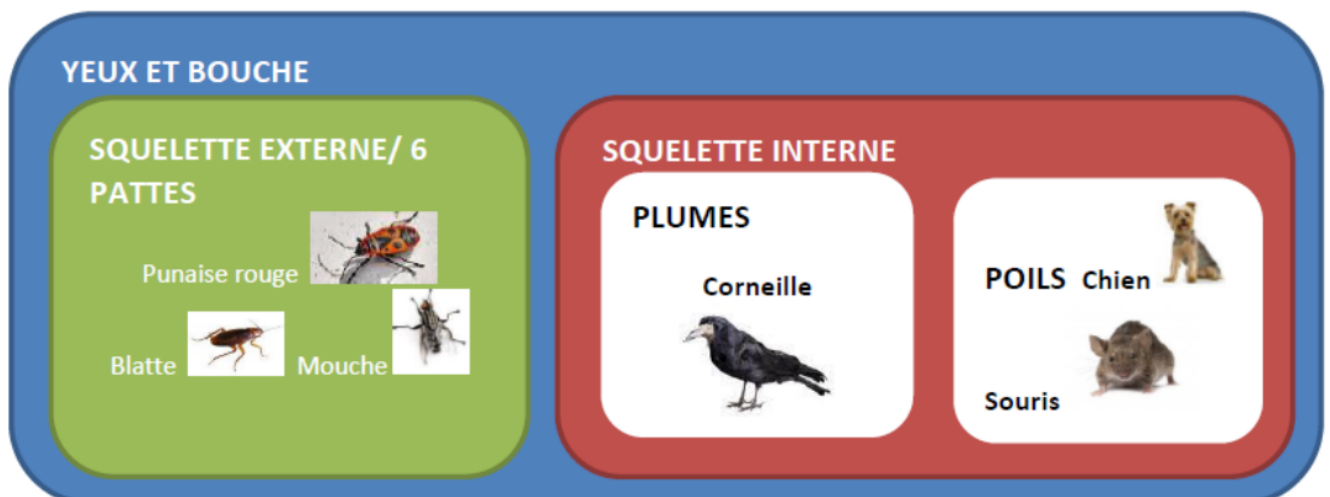 YEUX ET BOUCHE
SQUELETTE EXTERNE/ 6
PATTES
Punaise rouge
Blatte Mouche
SQUELETTE INTERNE
PLUMES
Corneille
POILS Chien
Souris